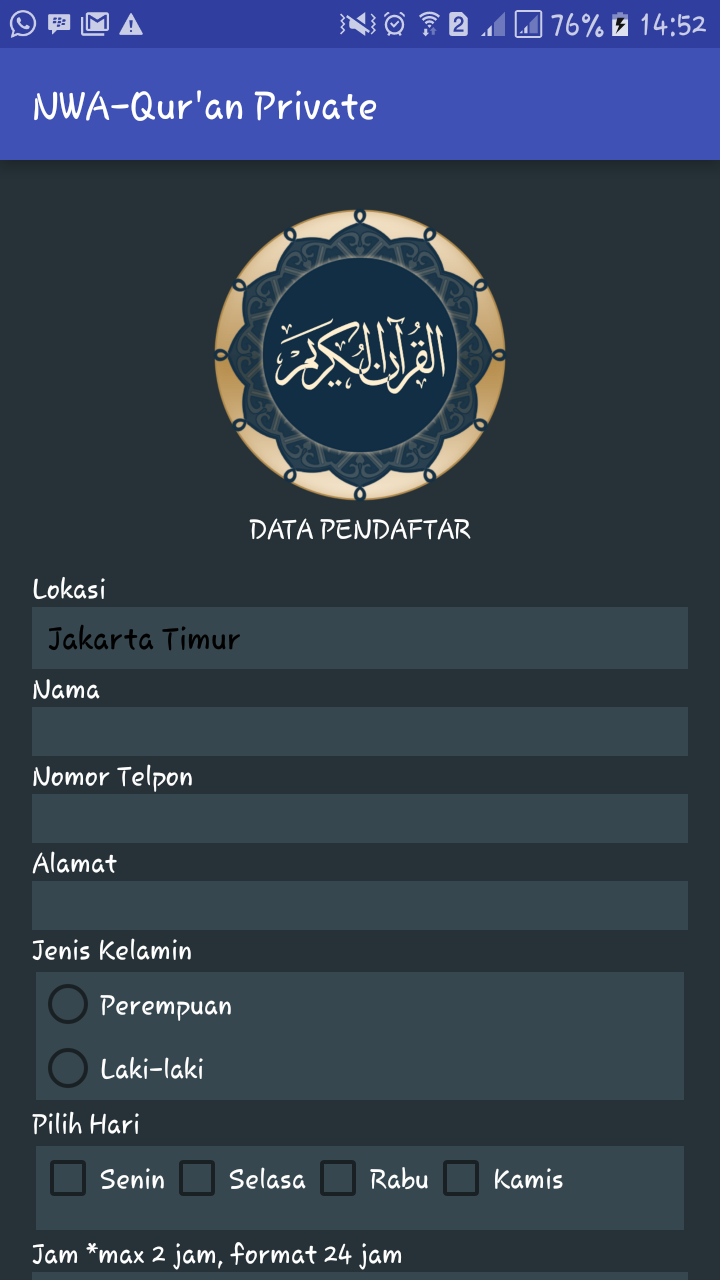 2 76% 14:52
NWA-Qur'an Private
القرآن الكريم
DATA PENDAFTAR
Lokasi
Jakarta Timur
Nama
Nomor Telpon
Alamat
Jenis Kelamin
Perempuan
Laki-laki
Pilih Hari
Senin Selasa Rabu Kamis
Jam *max 2 jam, format 24 jam